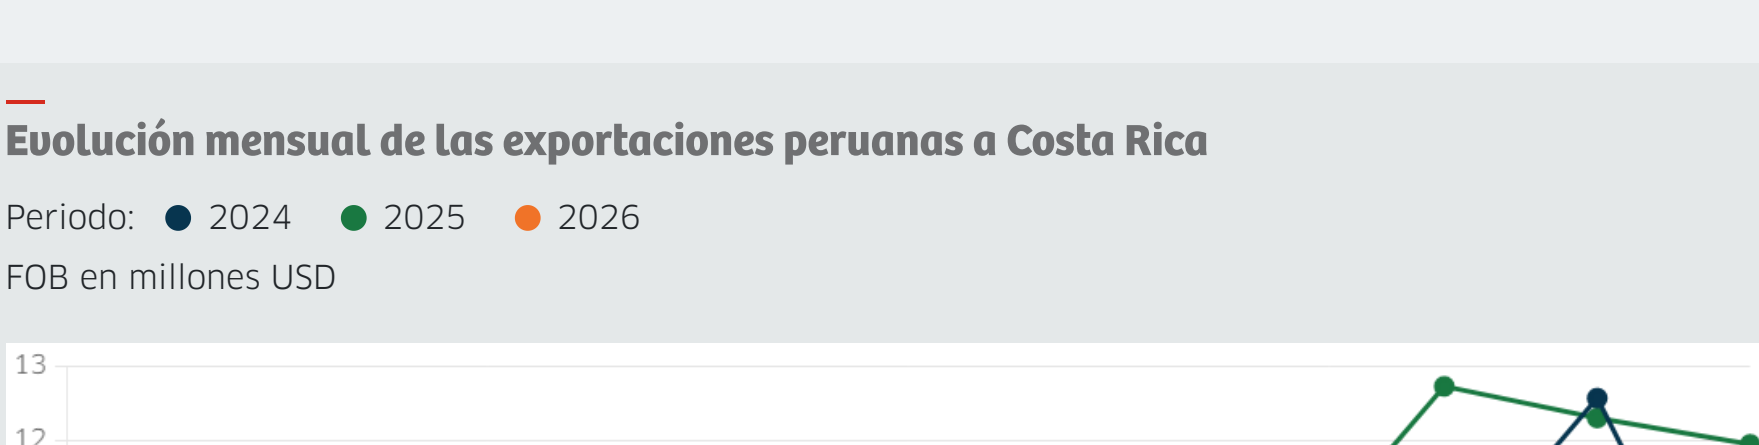 Evolución mensual de las exportaciones peruanas a Costa Rica
Periodo: 2024 2025 2026
FOB en millones USD
13
12